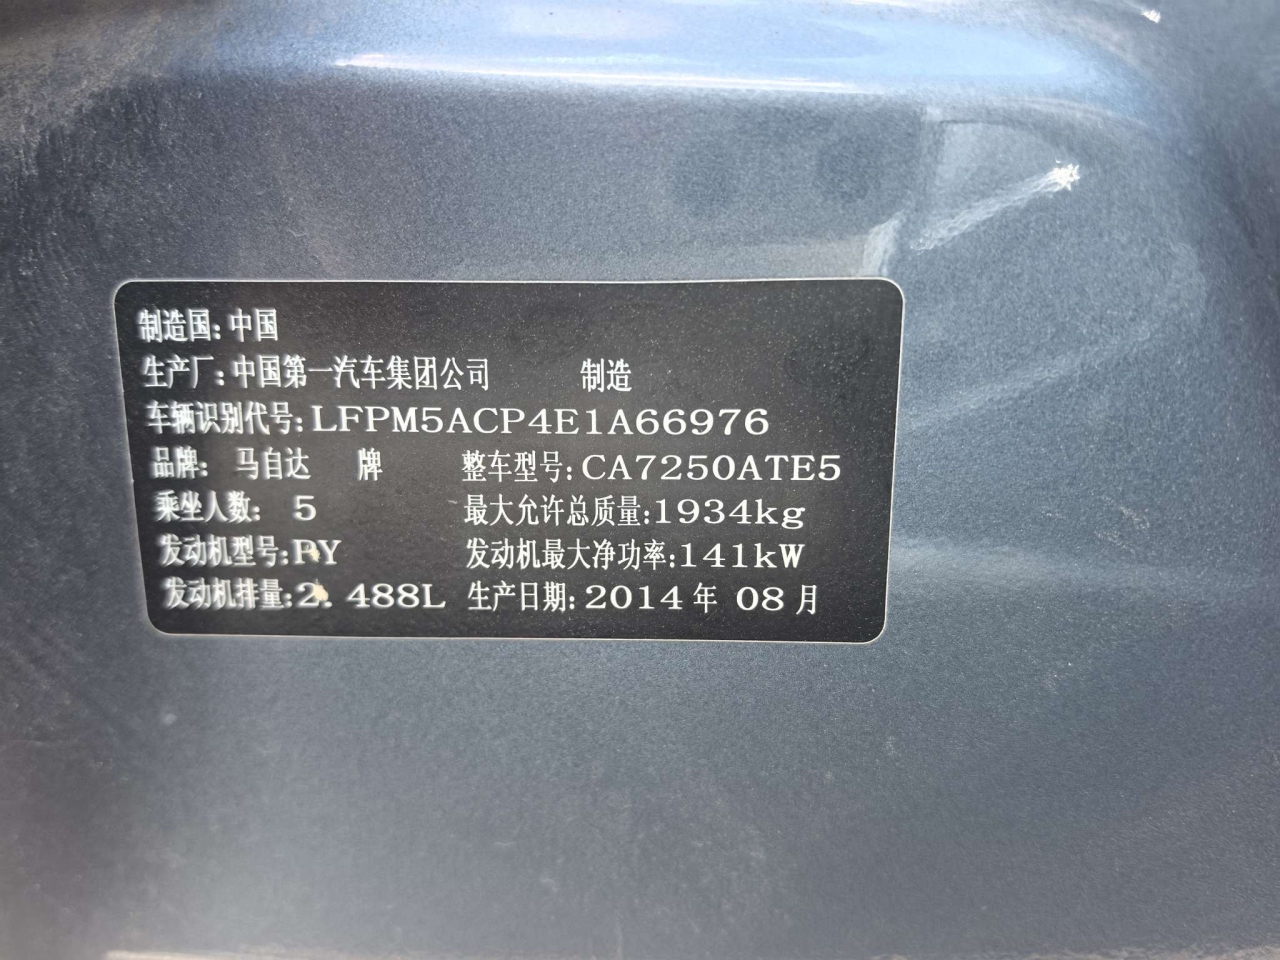 制造国:中国
生产厂:中国第一汽车集团公司 制造
车辆识别代号:LFPM5ACP4E1A66976
品牌: 马自达 牌 整车型号:CA7250ATE5
乘坐人数: 5 最大允许总质量:1934kg
发动机型号:PY 发动机最大净功率:141kW
发动机排量:2.488L 生产日期:2014年 08月